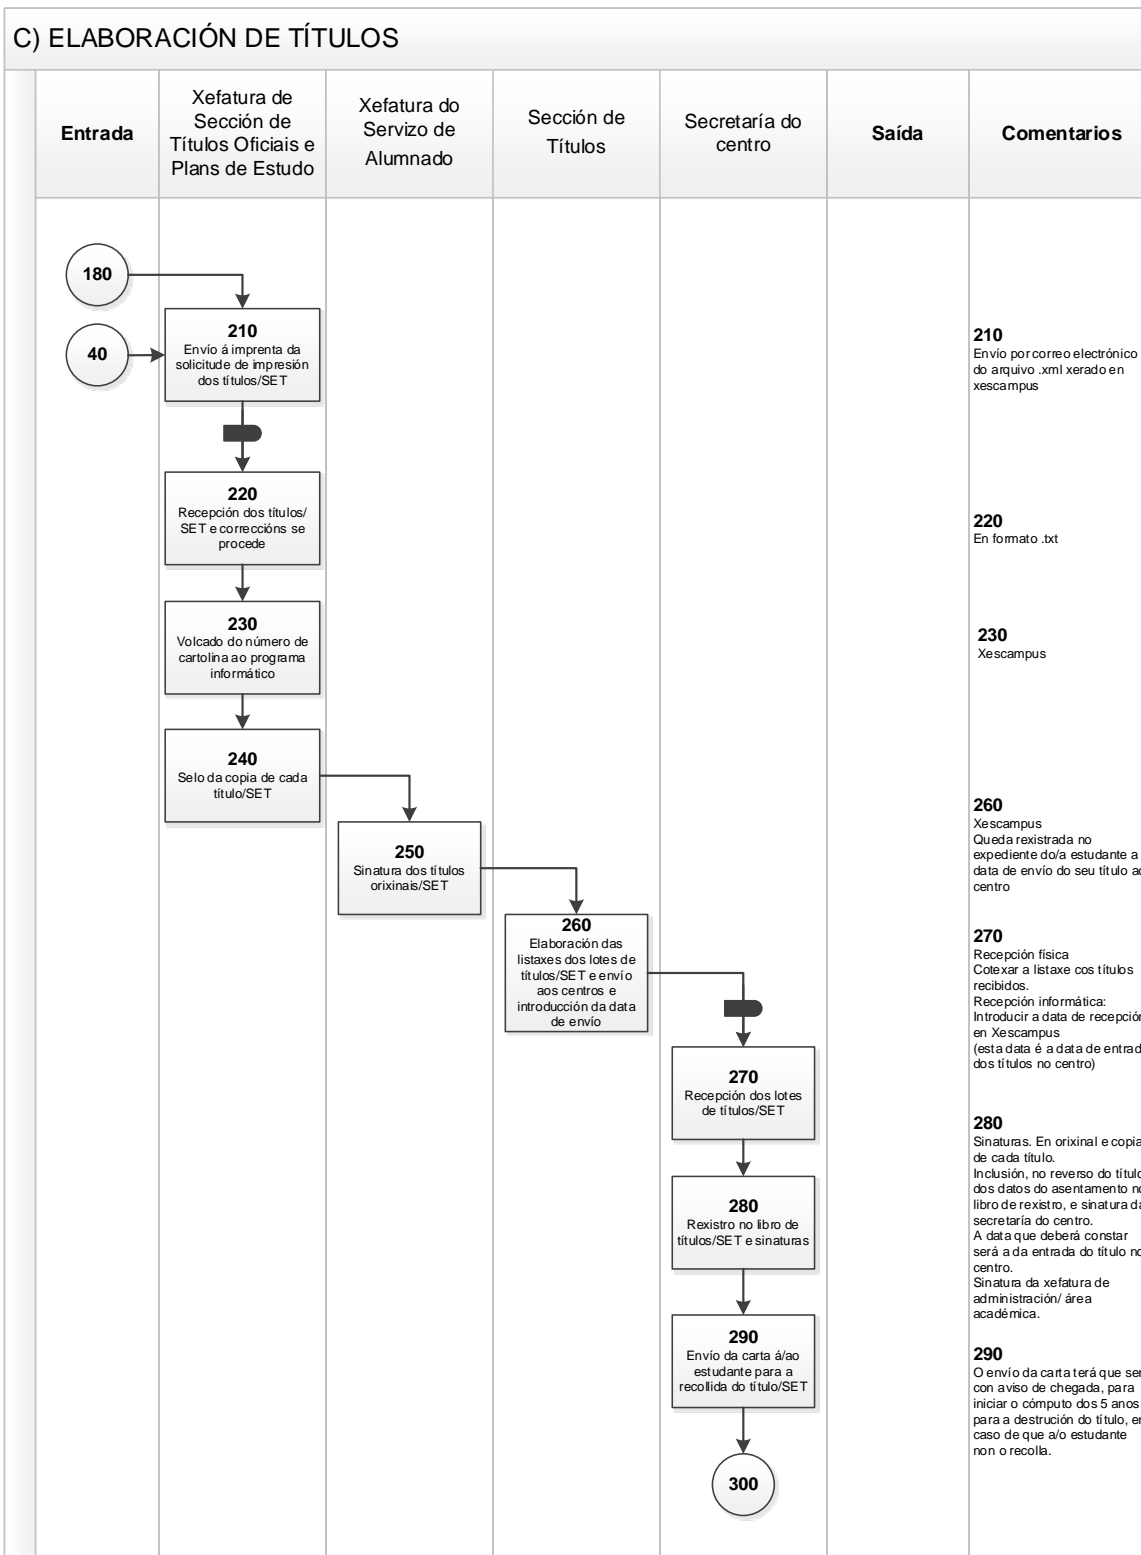 C) ELABORACIÓN DE TÍTULOS
Entrada
Xefatura de
Sección de
Títulos Oficiais e
Plans de Estudo
Xefatura do
Servizo de
Alumnado
Sección de
Títulos
Secretaría do
centro
Saída
Comentarios
180
40
210
Envío á imprenta da
solicitude de impresión
dos títulos/SET
220
Recepción dos títulos/
SET e correccións se
procede
230
Volcado do número de
cartolina ao programa
informático
240
Selo da copia de cada
título/SET
250
Sinatura dos títulos
orixinais/SET
260
Elaboración das
listaxes dos lotes de
títulos/SET e envío
aos centros e
introducción da data
de envío
270
Recepción dos lotes
de títulos/SET
280
Rexistro no libro de
títulos/SET e sinaturas
290
Envío da carta á/ao
estudante para a
recollida do título/SET
300
210
Envío por correo electrónico
do arquivo .xml xerado en
xescampus
220
En formato .txt
230
Xescampus
260
Xescampus
Queda rexistrada no
expediente do/a estudante a
data de envío do seu título ao
centro
270
Recepción física
Cotexar a listaxe cos títulos
recibidos.
Recepción informática:
Introducir a data de recepción
en Xescampus
(esta data é a data de entrad
dos títulos no centro)
280
Sinaturas. En orixinal e copia
de cada título.
Inclusión, no reverso do título
dos datos do asentamento no
libro de rexistro, e sinatura da
secretaría do centro.
A data que deberá constar
será a da entrada do título no
centro.
Sinatura da xefatura de
administración/ área
académica.
290
O envío da carta terá que ser
con aviso de chegada, para
iniciar o cómputo dos 5 anos
para a destrución do título, en
caso de que a/o estudante
non o recolla.